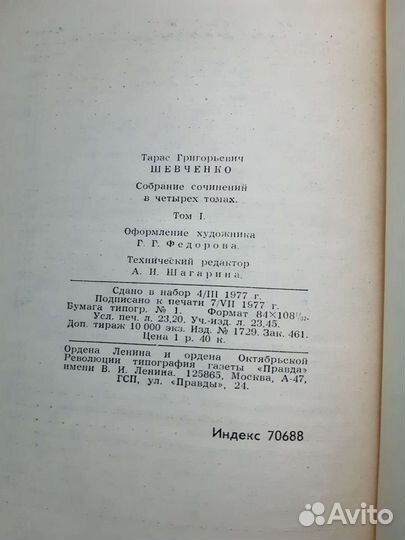 Тарас Григорьевич
ШЕВЧЕНКО
Собрание сочинений
в четырех томах.
Том I.
Оформление художника
Г. Г. Федорова.
Технический редактор
А. И. Шагарина.
Сдано в набор 4/III 1977 г.
Подписано к печати 7/VII 1977 г.
Бумага типогр. № 1. Формат 84×108¹/₃₂.
Усл. печ. л. 23,20. Уч.-изд. л. 23,45.
Доп. тираж 10 000 экз. Изд. № 1729. Зак. 461.
Цена 1 р. 40 к.
Ордена Ленина и ордена Октябрьской
Революции типография газеты «Правда»
имени В. И. Ленина. 125865, Москва, А-47,
ГСП, ул. «Правды», 24.
Индекс 70688
Avito